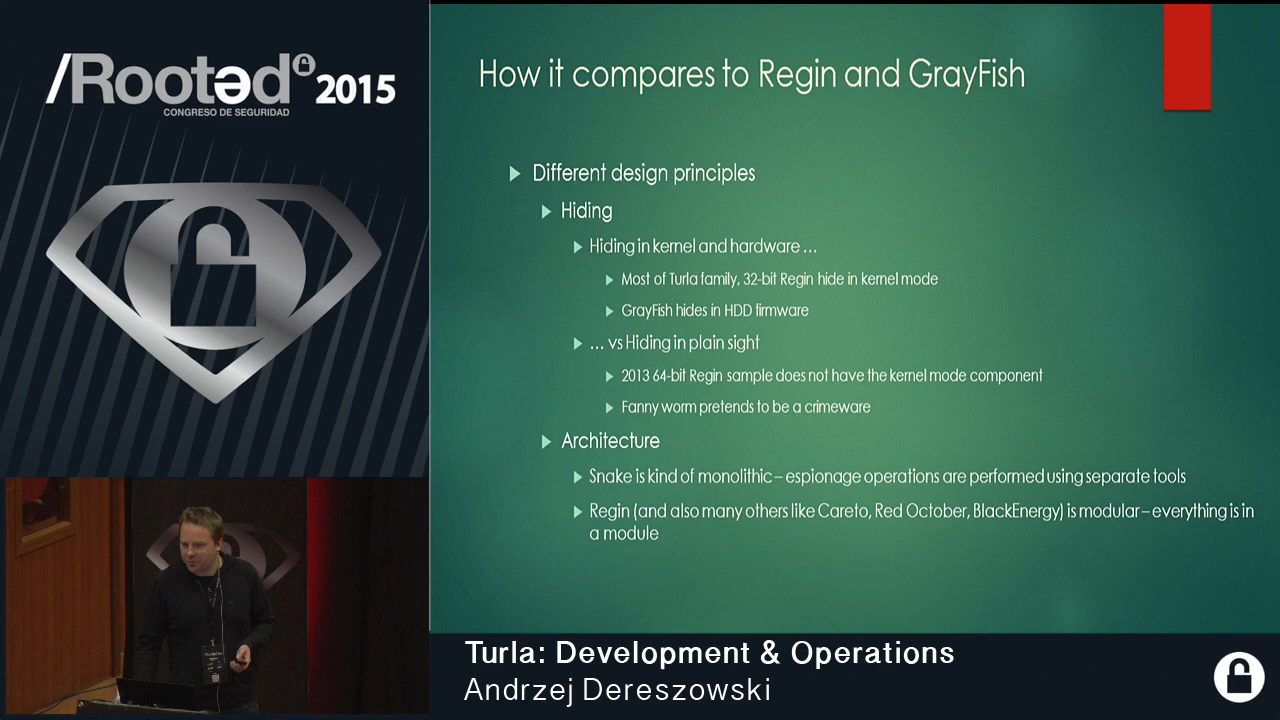 /Rooted 2015
CONGRESO DE SEGURIDAD
How it compares to Regin and GrayFish
Different design principles
Hiding
Hiding in kernel and hardware …
Most of Turla family, 32-bit Regin hide in kernel mode
GrayFish hides in HDD firmware
… vs Hiding in plain sight
2013 64-bit Regin sample does not have the kernel mode component
Fanny worm pretends to be a crimeware
Architecture
Snake is kind of monolithic – espionage operations are performed using separate tools
Regin (and also many others like Careto, Red October, BlackEnergy) is modular – everything is in
a module
Turla: Development & Operations
Andrzej Dereszowski